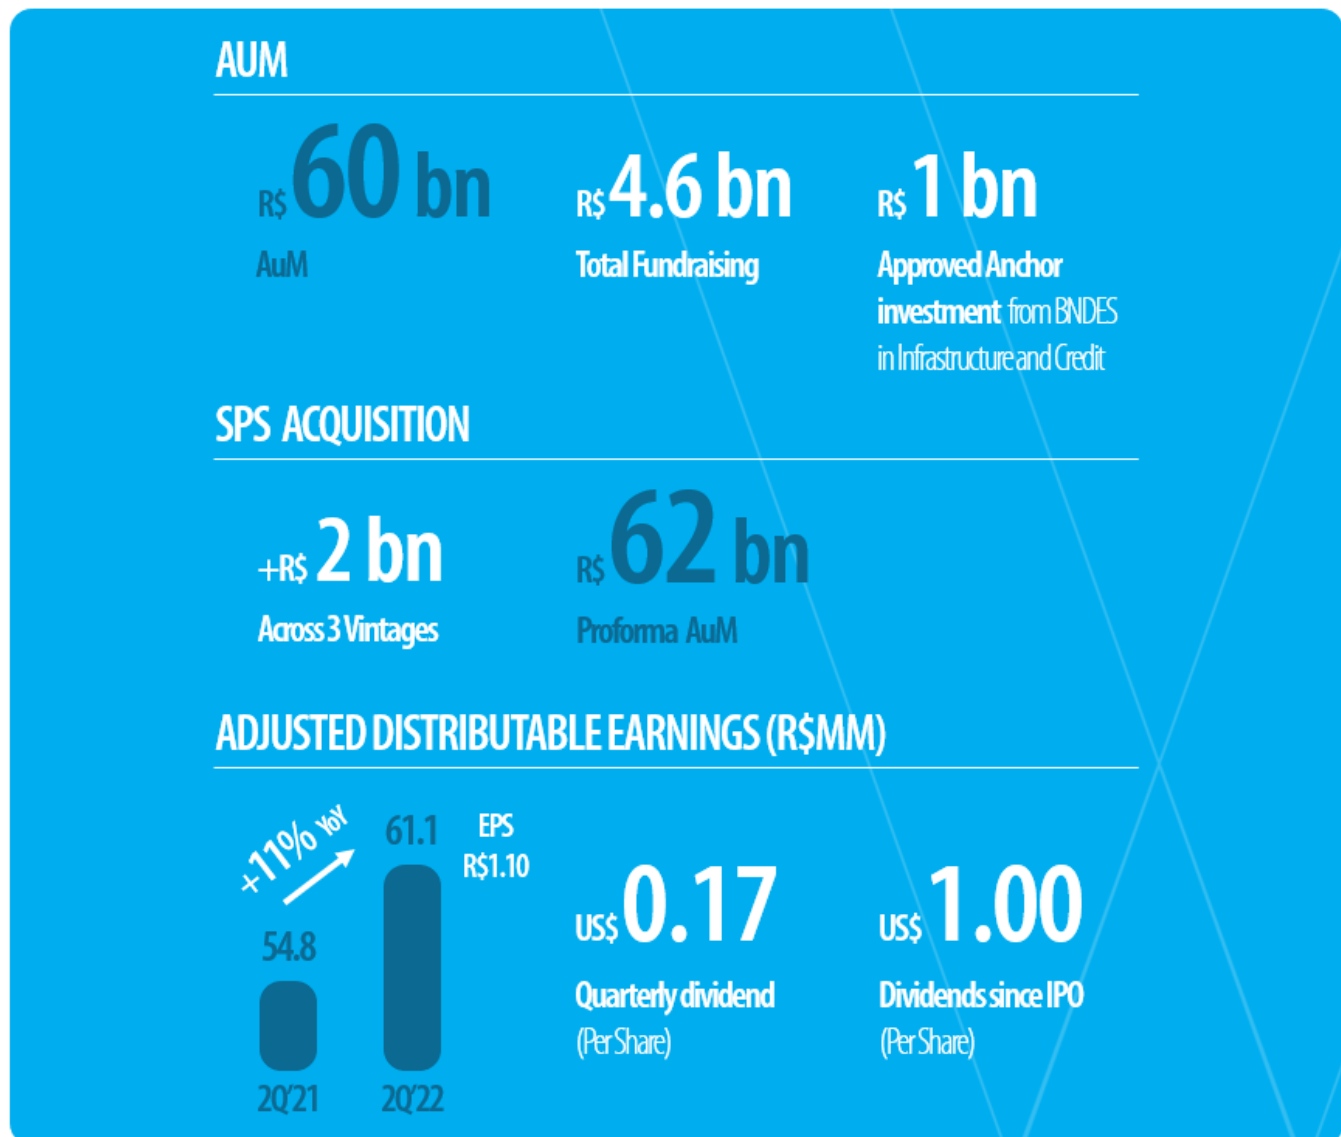 AUM
R$ 60 bn
R$ 4.6 bn
R$ 1 bn
AuM
Total Fundraising
Approved Anchor
investment from BNDES
in Infrastructure and Credit
SPS ACQUISITION
+R$ 2 bn
R$ 62 bn
Across 3 Vintages
Proforma AuM
ADJUSTED DISTRIBUTABLE EARNINGS (R$MM)
+11% YoY
54.8
2Q'21
61.1
2Q'22
EPS
R$1.10
US$ 0.17
Quarterly dividend
(Per Share)
US$ 1.00
Dividends since IPO
(Per Share)